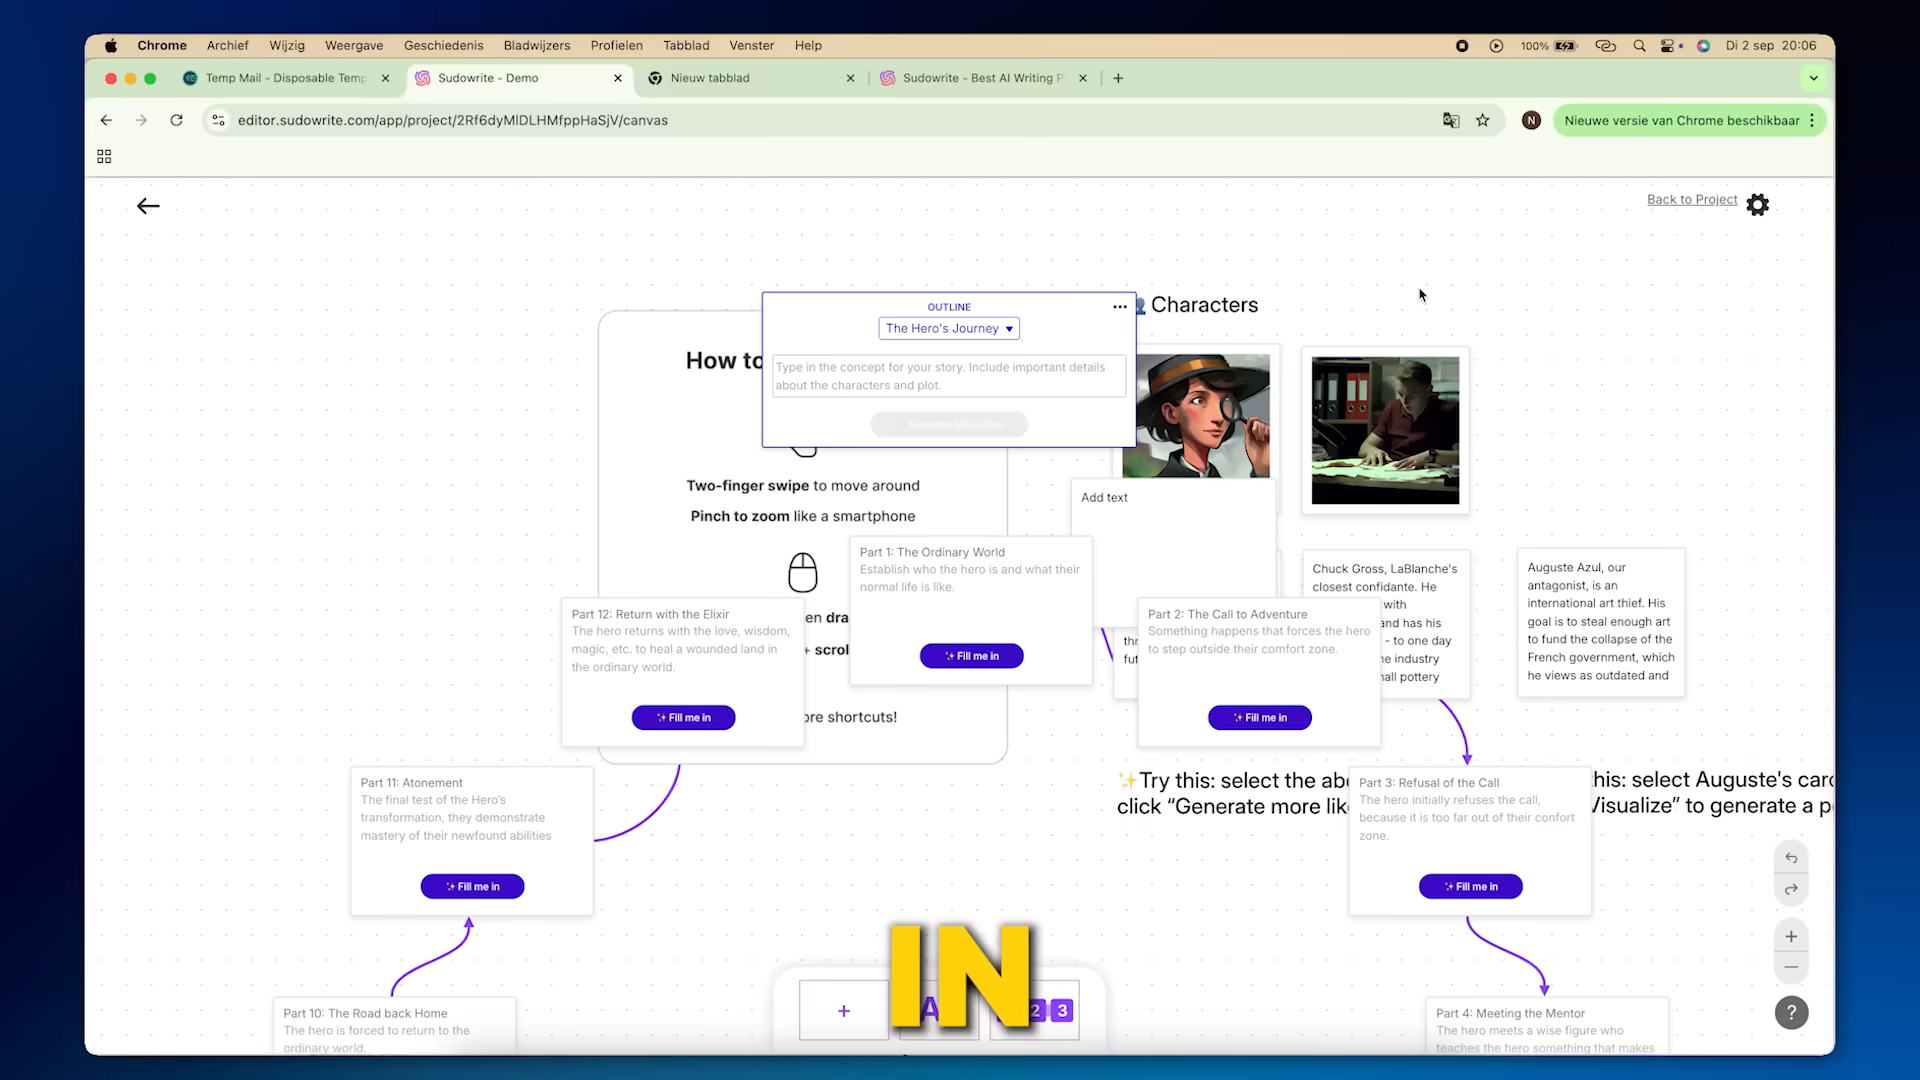 Chrome Archief Wijzig Weergave Geschiedenis Bladwijzers Profielen Tabblad Venster Help 100% Di 2 sep 20:06
Temp Mail - Disposable Temp Sudowrite - Demo Nieuw tabblad Sudowrite - Best AI Writing P
editor.sudowrite.com/app/project/2Rf6dyMlDLHMfppHaSjV/canvas N Nieuwe versie van Chrome beschikbaar
Back to Project
OUTLINE
The Hero's Journey
Type in the concept for your story. Include important details
about the characters and plot.
Characters
How to
Two-finger swipe to move around
Pinch to zoom like a smartphone
Add text
Part 1: The Ordinary World
Establish who the hero is and what their
normal life is like.
Fill me in
Part 12: Return with the Elixir
The hero returns with the love, wisdom,
magic, etc. to heal a wounded land in
the ordinary world.
Fill me in
en dra
+ scrol
ore shortcuts!
Part 2: The Call to Adventure
Something happens that forces the hero
to step outside their comfort zone.
Fill me in
thr
fut
Chuck Gross, LaBlanche's
closest confidante. He
with
and has his
- to one day
ne industry
nall pottery
Auguste Azul, our
antagonist, is an
international art thief. His
goal is to steal enough art
to fund the collapse of the
French government, which
he views as outdated and
✨Try this: select the abo
click “Generate more lik
his: select Auguste's card
Visualize” to generate a p
Part 11: Atonement
The final test of the Hero's
transformation, they demonstrate
mastery of their newfound abilities
Fill me in
Part 3: Refusal of the Call
The hero initially refuses the call,
because it is too far out of their confort
zone.
Fill me in
Part 10: The Road back Home
The hero is forced to return to the
ordinary world.
Part 4: Meeting the Mentor
The hero meets a wise figure who
teaches the hero something that makes
+ A 2 3
IN
?